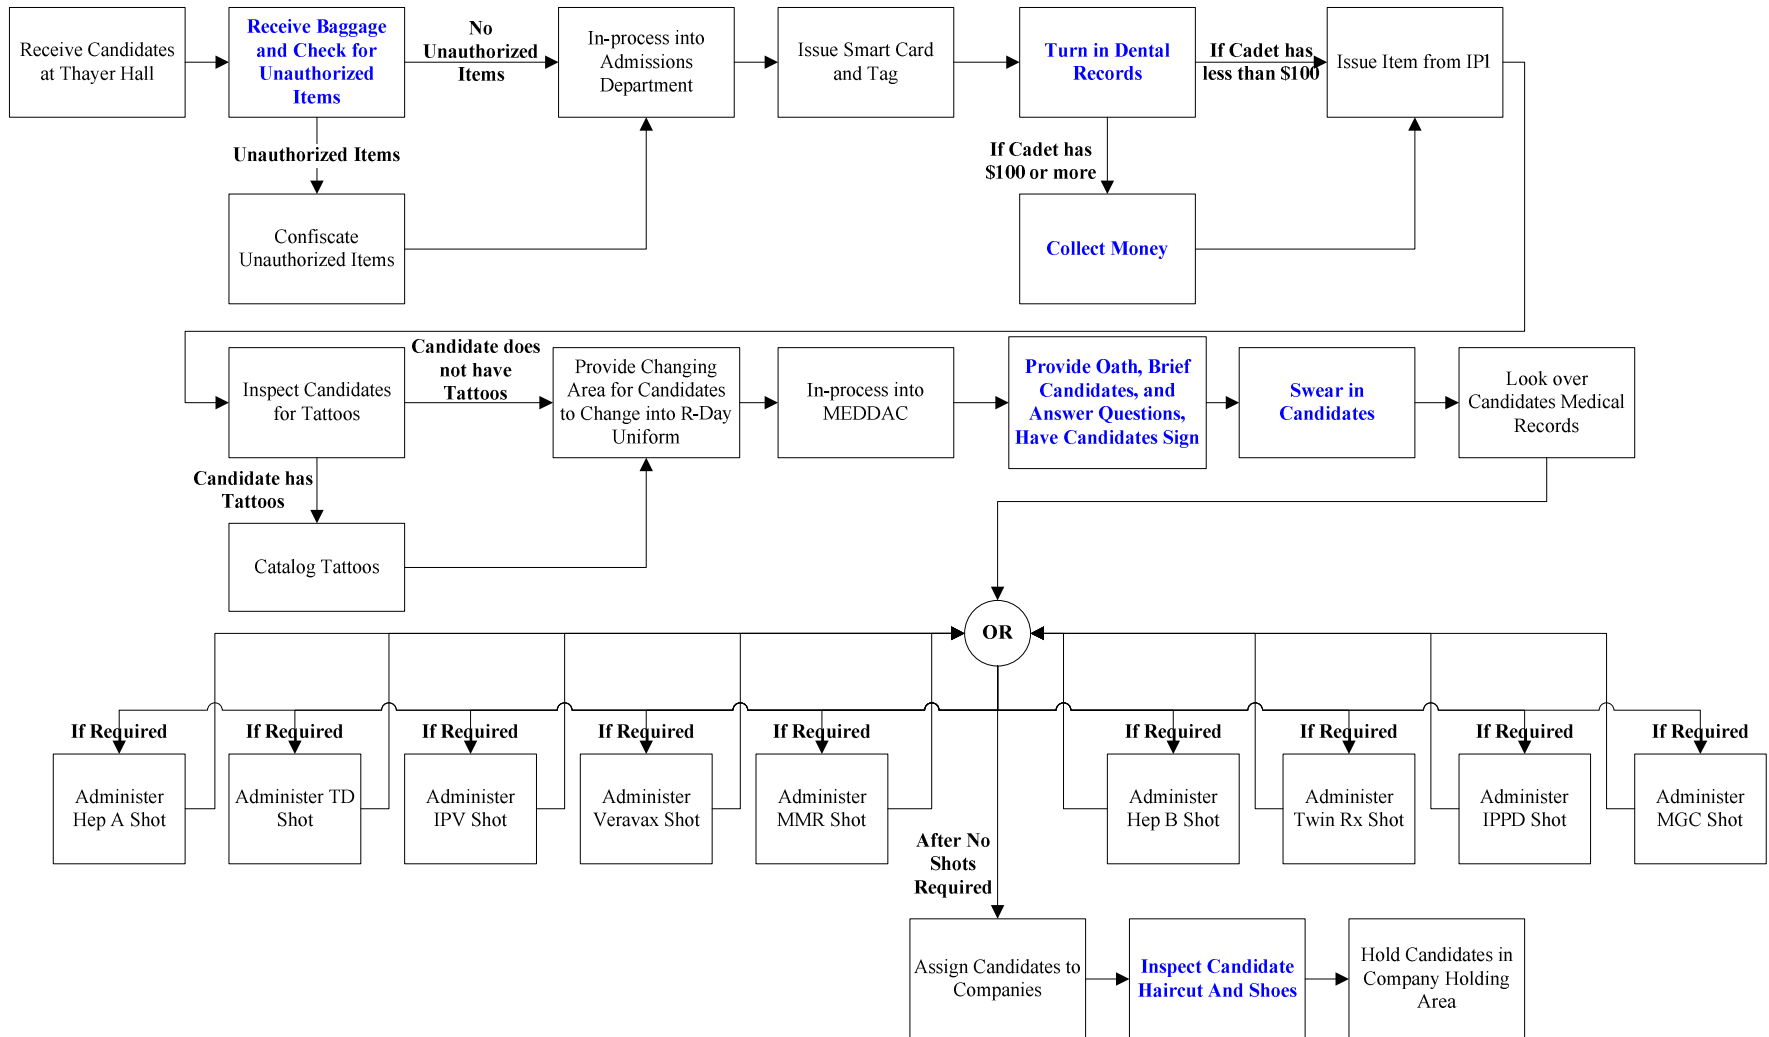 Receive Candidates
at Thayer Hall
Receive Baggage
and Check for
Unauthorized
Items
No
Unauthorized
Items
In-process into
Admissions
Department
Issue Smart Card
and Tag
Turn in Dental
Records
If Cadet has
less than $100
Issue Item from IP1
Unauthorized Items
If Cadet has
$100 or more
Confiscate
Unauthorized Items
Collect Money
Inspect Candidates
for Tattoos
Candidate does
not have
Tattoos
Provide Changing
Area for Candidates
to Change into R-Day
Uniform
In-process into
MEDDAC
Provide Oath, Brief
Candidates, and
Answer Questions,
Have Candidates Sign
Swear in
Candidates
Look over
Candidates Medical
Records
Candidate has
Tattoos
Catalog Tattoos
OR
If Required
If Required
If Required
If Required
If Required
If Required
If Required
If Required
If Required
Administer
Hep A Shot
Administer TD
Shot
Administer
IPV Shot
Administer
Veravax Shot
Administer
MMR Shot
Administer
Hep B Shot
Administer
Twin Rx Shot
Administer
IPPD Shot
Administer
MGC Shot
After No
Shots
Required
Assign Candidates to
Companies
Inspect Candidate
Haircut And Shoes
Hold Candidates in
Company Holding
Area